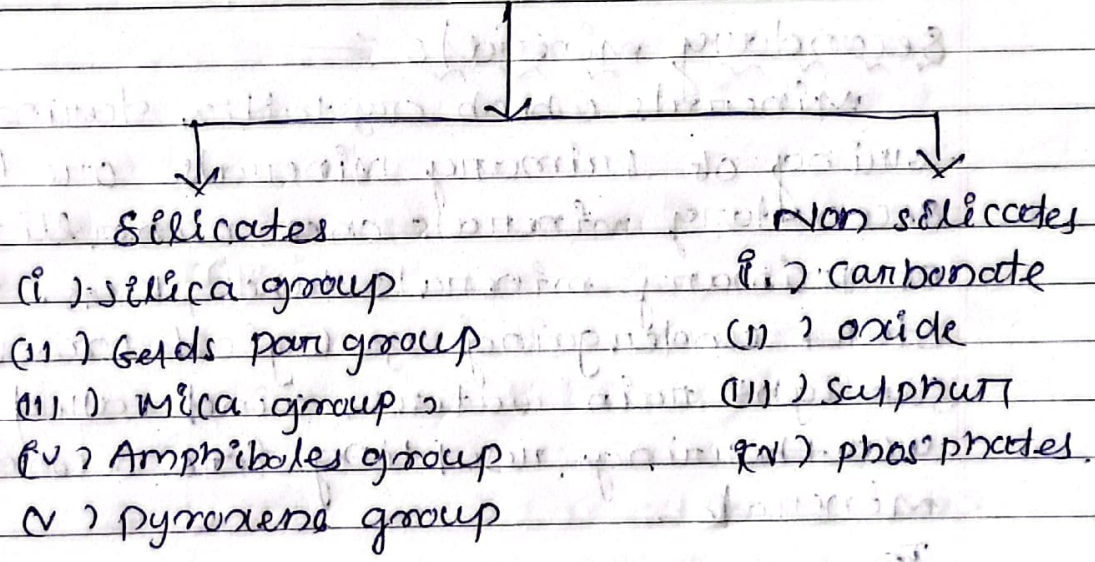 Silicates
(i) silica group
(ii) Felds par group
(iii) Mica group
(iv) Amphiboles group
(v) pyroxene group
Non silicates
(i) carbonate
(ii) oxide
(iii) sulphur
(iv) phosphates.